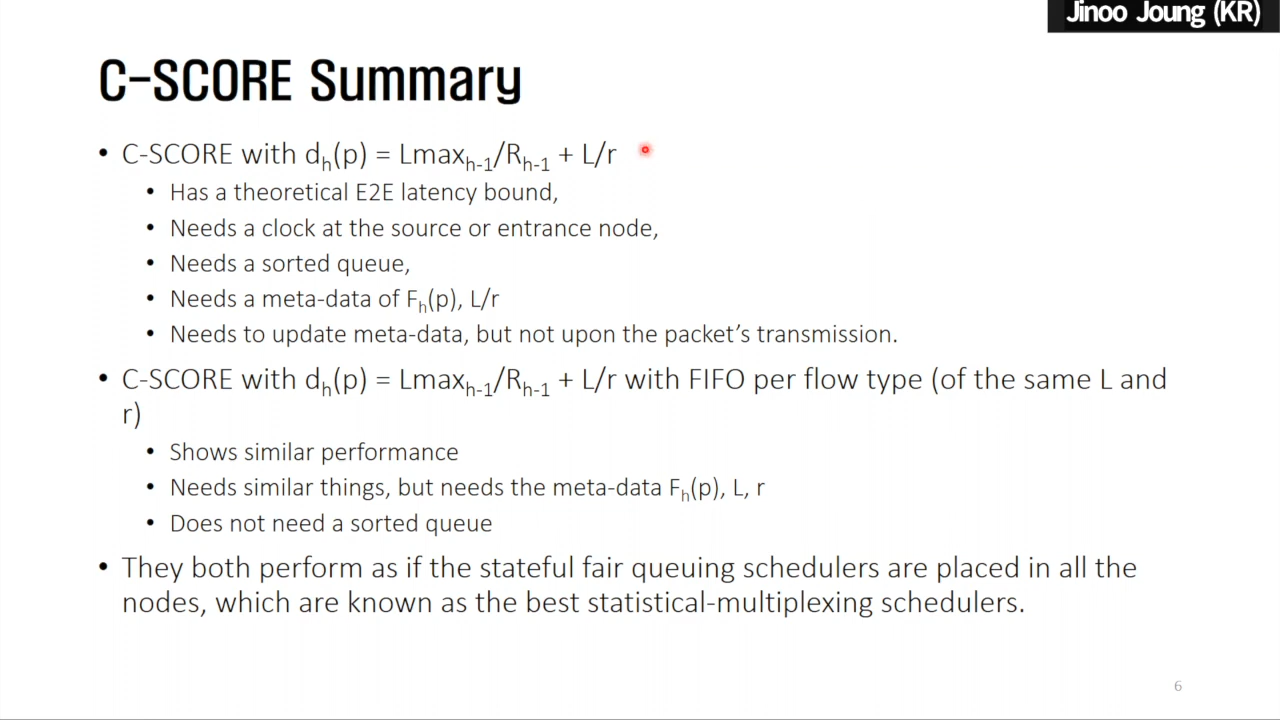 Jinoo Joung (KR)
C-SCORE Summary
• C-SCORE with dh(p) = Lmaxh-1/Rh-1 + L/r
• Has a theoretical E2E latency bound,
• Needs a clock at the source or entrance node,
• Needs a sorted queue,
• Needs a meta-data of Fh(p), L/r
• Needs to update meta-data, but not upon the packet's transmission.
• C-SCORE with dh(p) = Lmaxh-1/Rh-1 + L/r with FIFO per flow type (of the same L and
r)
• Shows similar performance
• Needs similar things, but needs the meta-data Fh(p), L, r
• Does not need a sorted queue
• They both perform as if the stateful fair queuing schedulers are placed in all the
nodes, which are known as the best statistical-multiplexing schedulers.
6